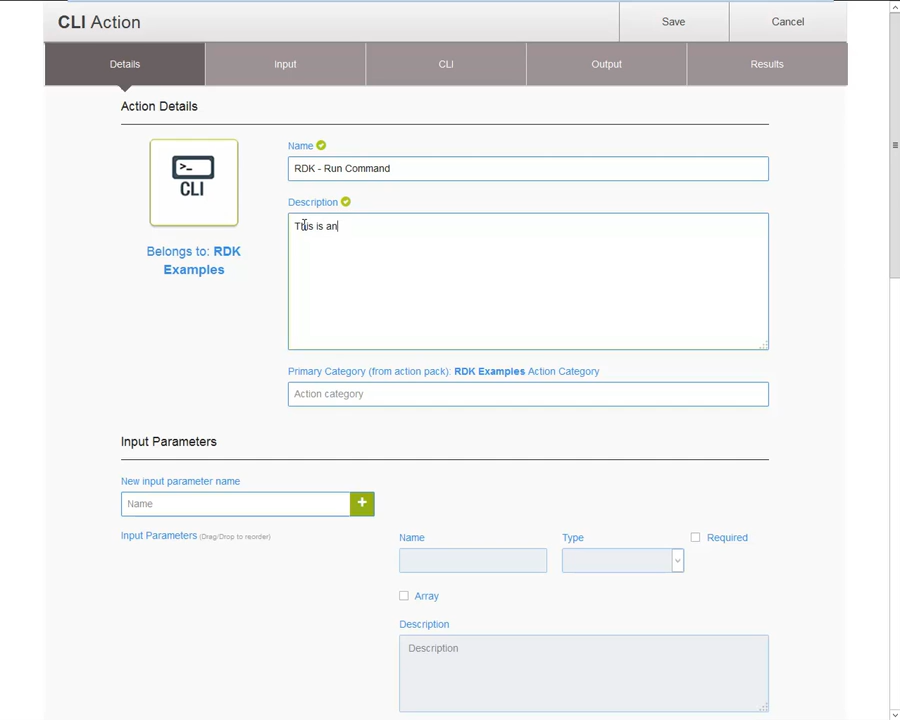 CLI Action
Save
Cancel
Details
Input
CLI
Output
Results
Action Details
>_
CLI
Belongs to: RDK
Examples
Name
RDK - Run Command
Description
This is an
Primary Category (from action pack): RDK Examples Action Category
Action category
Input Parameters
New input parameter name
Name
+
Input Parameters (Drag/Drop to reorder)
Name
Type
Required
Array
Description
Description